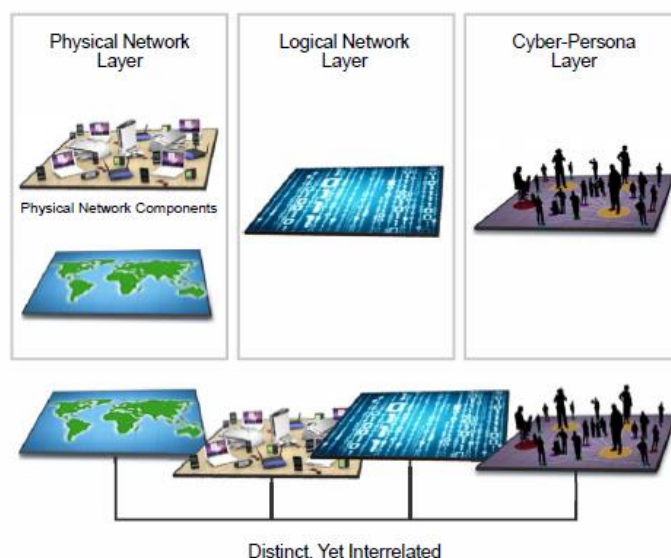 Physical Network
Layer
Logical Network
Layer
Cyber-Persona
Layer
Physical Network Components
Distinct, Yet Interrelated